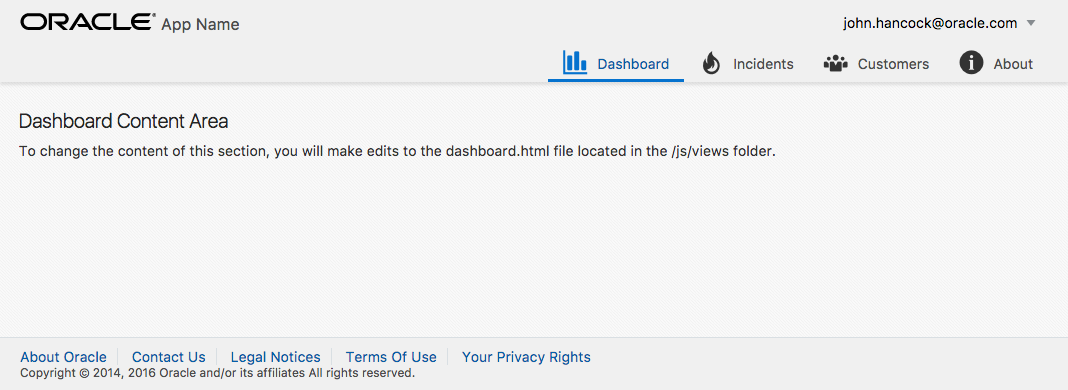 ORACLE® App Name
john.hancock@oracle.com
Dashboard Incidents Customers About
Dashboard Content Area
To change the content of this section, you will make edits to the dashboard.html file located in the /js/views folder.
About Oracle Contact Us Legal Notices Terms Of Use Your Privacy Rights
Copyright © 2014, 2016 Oracle and/or its affiliates All rights reserved.